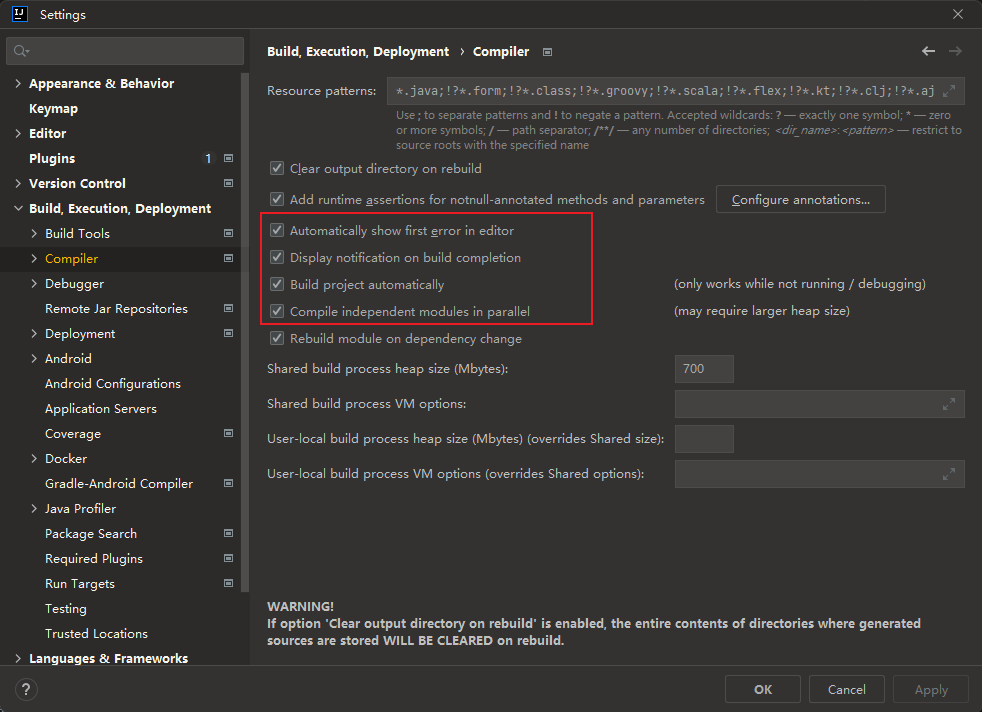 IJ
Settings
Appearance & Behavior
Keymap
Editor
Plugins 1
Version Control
Build, Execution, Deployment
Build Tools
Compiler
Debugger
Remote Jar Repositories
Deployment
Android
Android Configurations
Application Servers
Coverage
Docker
Gradle-Android Compiler
Java Profiler
Package Search
Required Plugins
Run Targets
Testing
Trusted Locations
Languages & Frameworks
Build, Execution, Deployment › Compiler
Resource patterns: *.java;!?*.form;!?*.class;!?*.groovy;!?*.scala;!?*.flex;!?*.kt;!?*.clj;!?*.aj
Use ; to separate patterns and ! to negate a pattern. Accepted wildcards: ? — exactly one symbol; * — zero
or more symbols; / — path separator; /**/ — any number of directories; <dir_name>:<pattern> — restrict to
source roots with the specified name
Clear output directory on rebuild
Add runtime assertions for notnull-annotated methods and parameters Configure annotations...
Automatically show first error in editor
Display notification on build completion
Build project automatically (only works while not running / debugging)
Compile independent modules in parallel (may require larger heap size)
Rebuild module on dependency change
Shared build process heap size (Mbytes): 700
Shared build process VM options:
User-local build process heap size (Mbytes) (overrides Shared size):
User-local build process VM options (overrides Shared options):
WARNING!
If option 'Clear output directory on rebuild' is enabled, the entire contents of directories where generated
sources are stored WILL BE CLEARED on rebuild.
? OK Cancel Apply